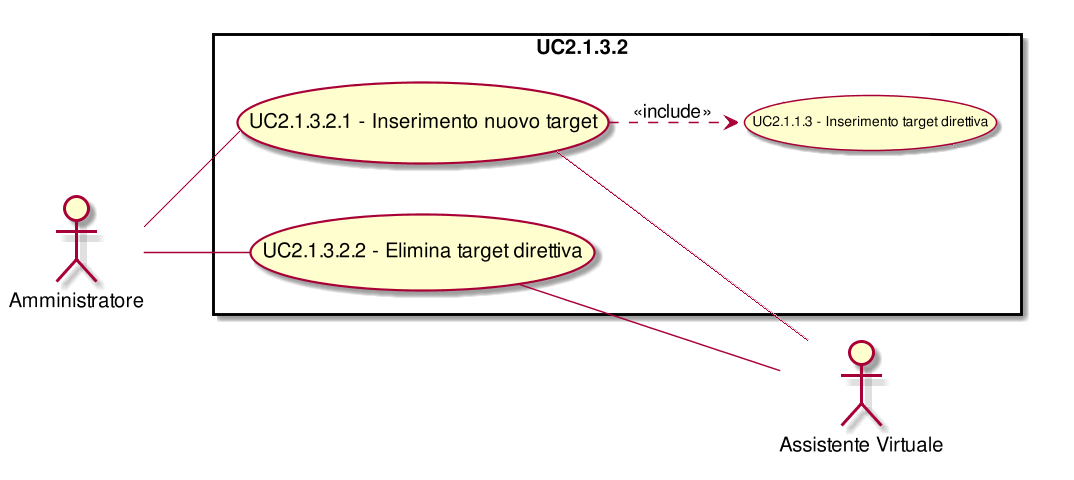 UC2.1.3.2
UC2.1.3.2.1 - Inserimento nuovo target
«include»
UC2.1.1.3 - Inserimento target direttiva
UC2.1.3.2.2 - Elimina target direttiva
Amministratore
Assistente Virtuale